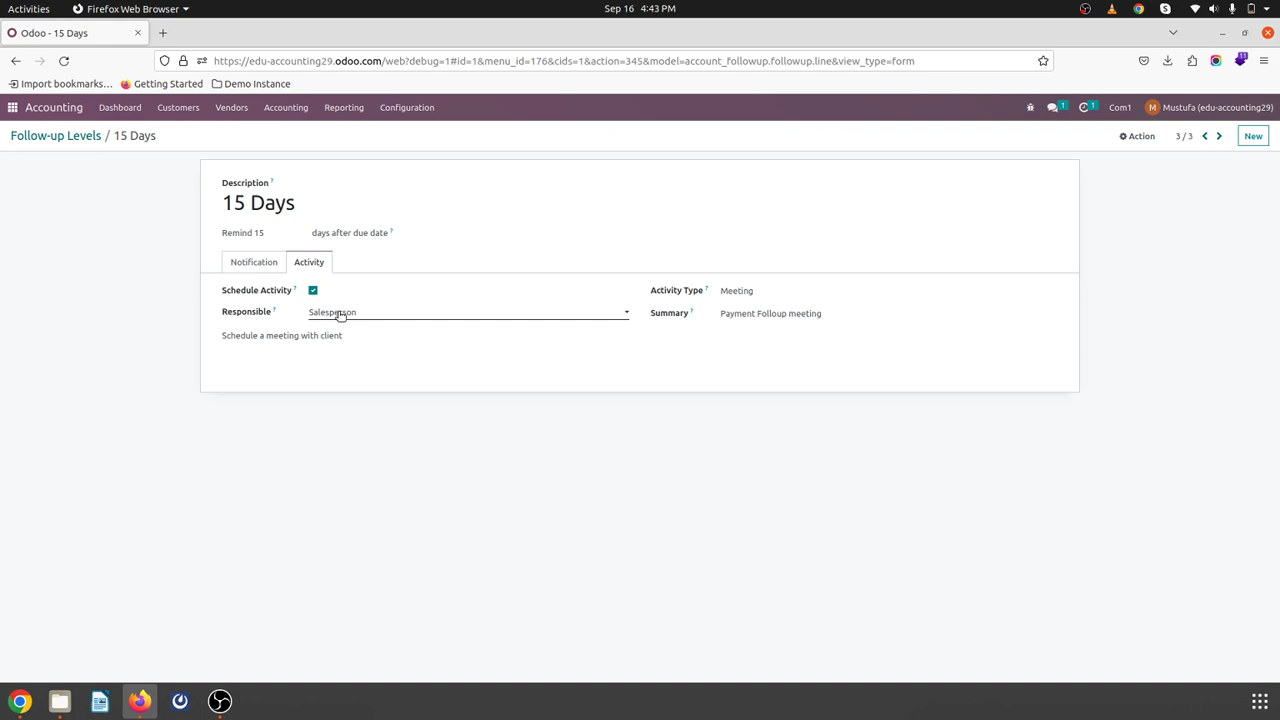 Activities
Firefox Web Browser
Sep 16 4:43 PM
Odoo - 15 Days
https://edu-accounting29.odoo.com/web?debug=1#id=1&menu_id=176&cids=1&action=345&model=account_followup.followup.line&view_type=form
11
Import bookmarks...
Getting Started
Demo Instance
Accounting
Dashboard
Customers
Vendors
Accounting
Reporting
Configuration
1
1
Com1
M
Mustufa (edu-accounting29)
Follow-up Levels / 15 Days
Action
3 / 3
New
Description ?
15 Days
Remind 15 days after due date ?
Notification
Activity
Schedule Activity ?
Activity Type ? Meeting
Responsible ? Salesperson
Summary ? Payment Folloup meeting
Schedule a meeting with client